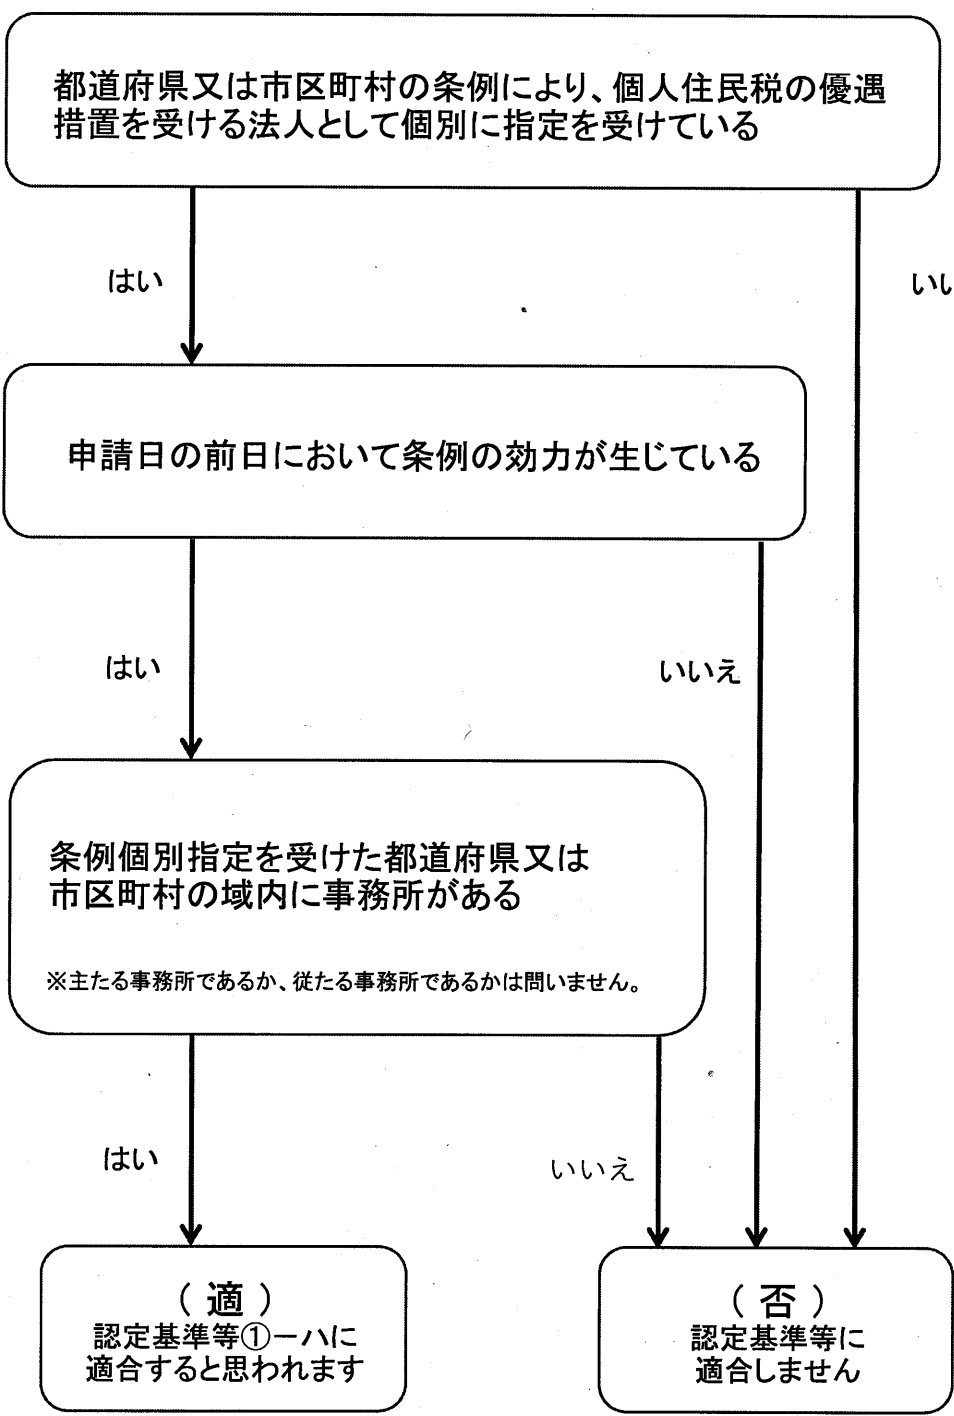 都道府県又は市区町村の条例により、個人住民税の優遇
措置を受ける法人として個別に指定を受けている
はい
申請日の前日において条例の効力が生じている
はい
いいえ
条例個別指定を受けた都道府県又は
市区町村の域内に事務所がある
※主たる事務所であるか、従たる事務所であるかは問いません。
はい
いいえ
(適)
認定基準等①ーハに
適合すると思われます
(否)
認定基準等に
適合しません